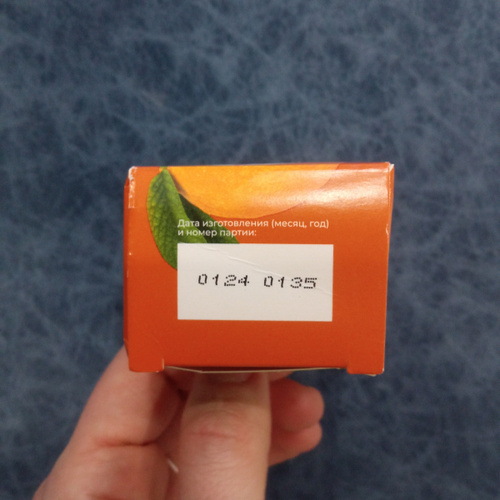 Дата изготовления (месяц, год)
и номер партии:
0124 0135